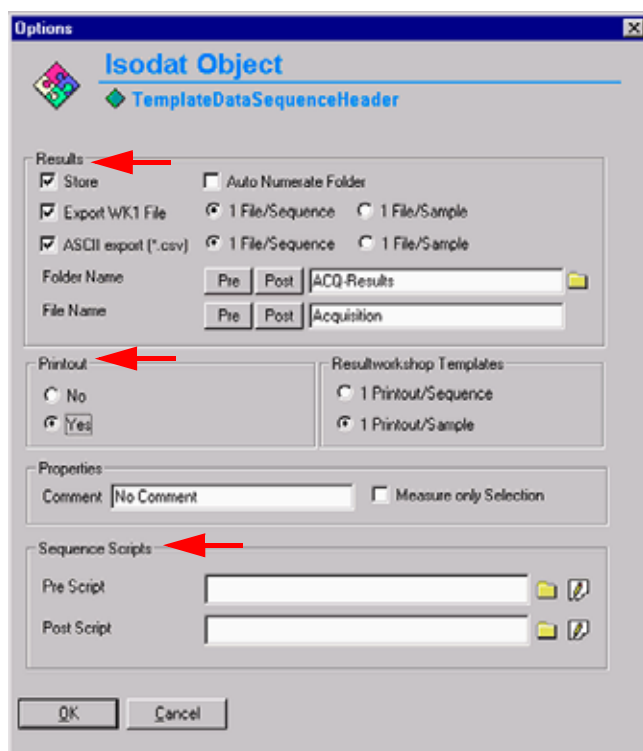 Options
Isodat Object
TemplateDataSequenceHeader
Results
Store Auto Numerate Folder
Export WK1 File 1 File/Sequence 1 File/Sample
ASCII export (*.csv) 1 File/Sequence 1 File/Sample
Folder Name Pre Post ACQ-Results
File Name Pre Post Acquisition
Printout Resultworkshop Templates
No 1 Printout/Sequence
Yes 1 Printout/Sample
Properties
Comment No Comment Measure only Selection
Sequence Scripts
Pre Script
Post Script
OK Cancel